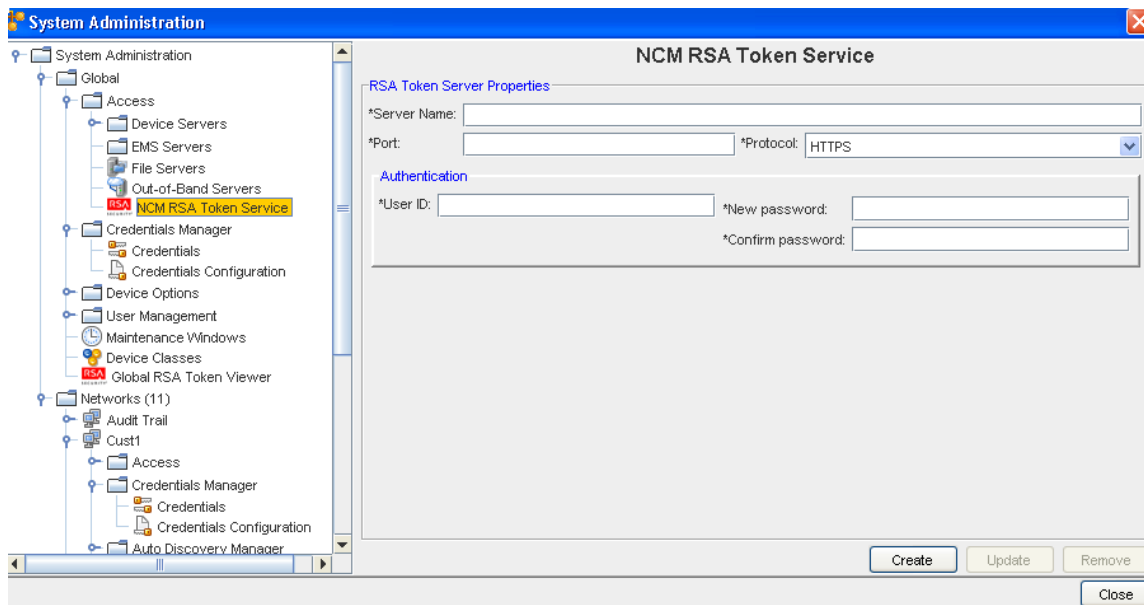 System Administration
System Administration
Global
Access
Device Servers
EMS Servers
File Servers
Out-of-Band Servers
RSA SECURITY NCM RSA Token Service
Credentials Manager
Credentials
Credentials Configuration
Device Options
User Management
Maintenance Windows
Device Classes
RSA SECURITY Global RSA Token Viewer
Networks (11)
Audit Trail
Cust1
Access
Credentials Manager
Credentials
Credentials Configuration
Auto Discovery Manager
NCM RSA Token Service
RSA Token Server Properties
*Server Name:
*Port: *Protocol: HTTPS
Authentication
*User ID: *New password:
*Confirm password:
Create Update Remove
Close